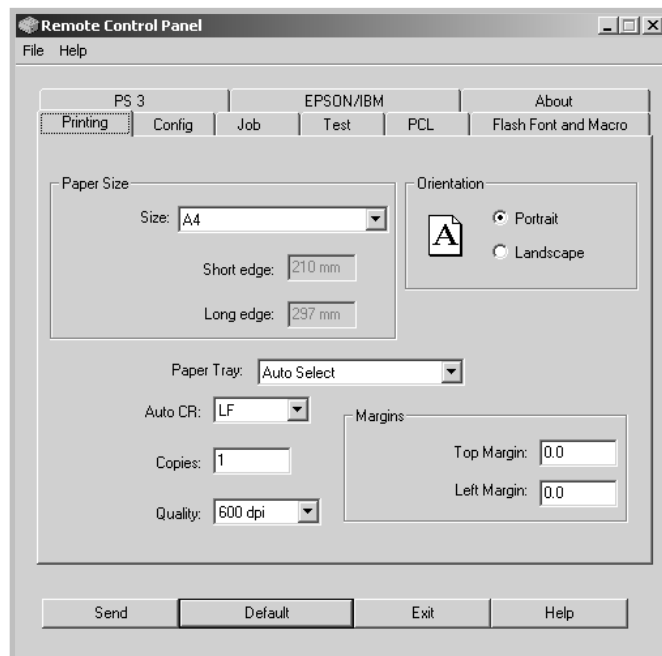 Remote Control Panel
File Help
PS 3 EPSON/IBM About
Printing Config Job Test PCL Flash Font and Macro
Paper Size
Size: A4
Short edge: 210 mm
Long edge: 297 mm
Orientation
A
Portrait
Landscape
Paper Tray: Auto Select
Auto CR: LF
Copies: 1
Quality: 600 dpi
Margins
Top Margin: 0.0
Left Margin: 0.0
Send Default Exit Help